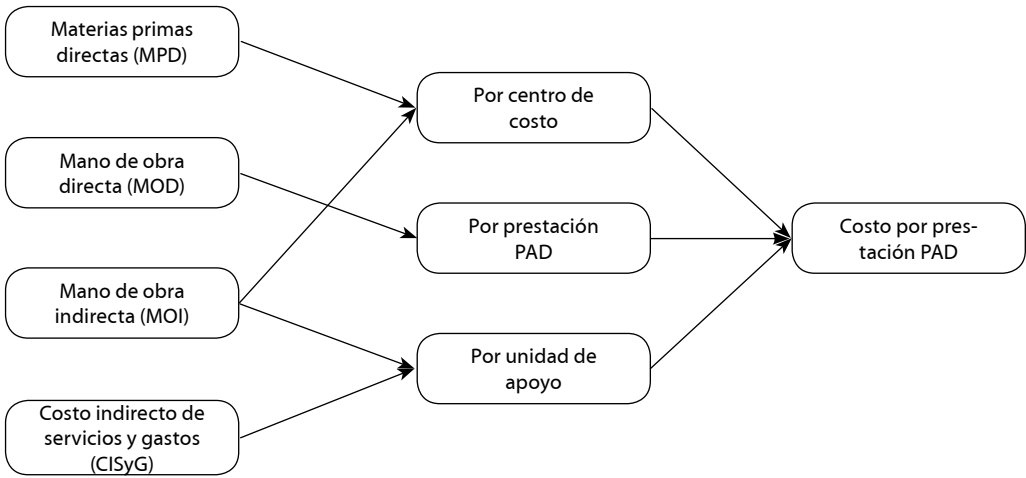 Materias primas
directas (MPD)
Mano de obra
directa (MOD)
Mano de obra
indirecta (MOI)
Costo indirecto de
servicios y gastos
(CISyG)
Por centro de
costo
Por prestación
PAD
Por unidad de
apoyo
Costo por pres-
tación PAD